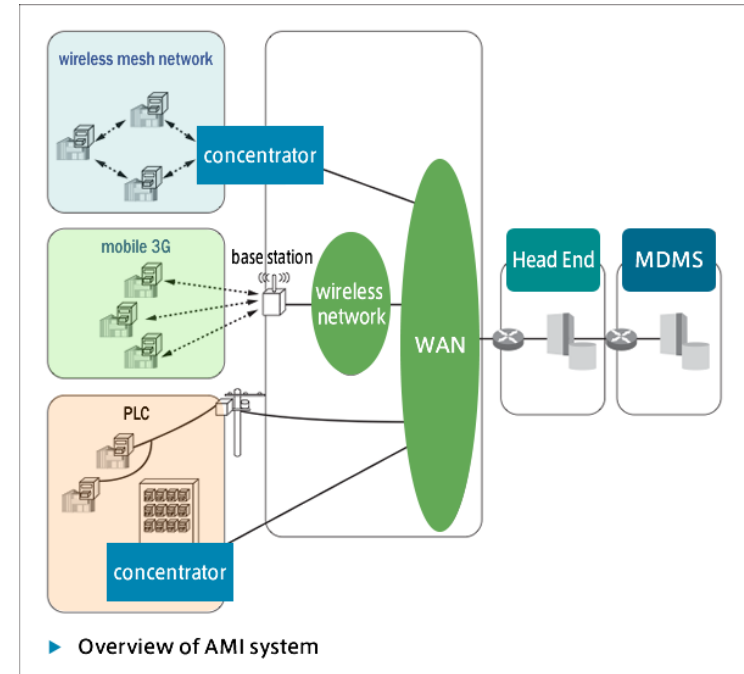 wireless mesh network
concentrator
mobile 3G
base station
wireless
network
Head End
MDMS
WAN
PLC
concentrator
Overview of AMI system